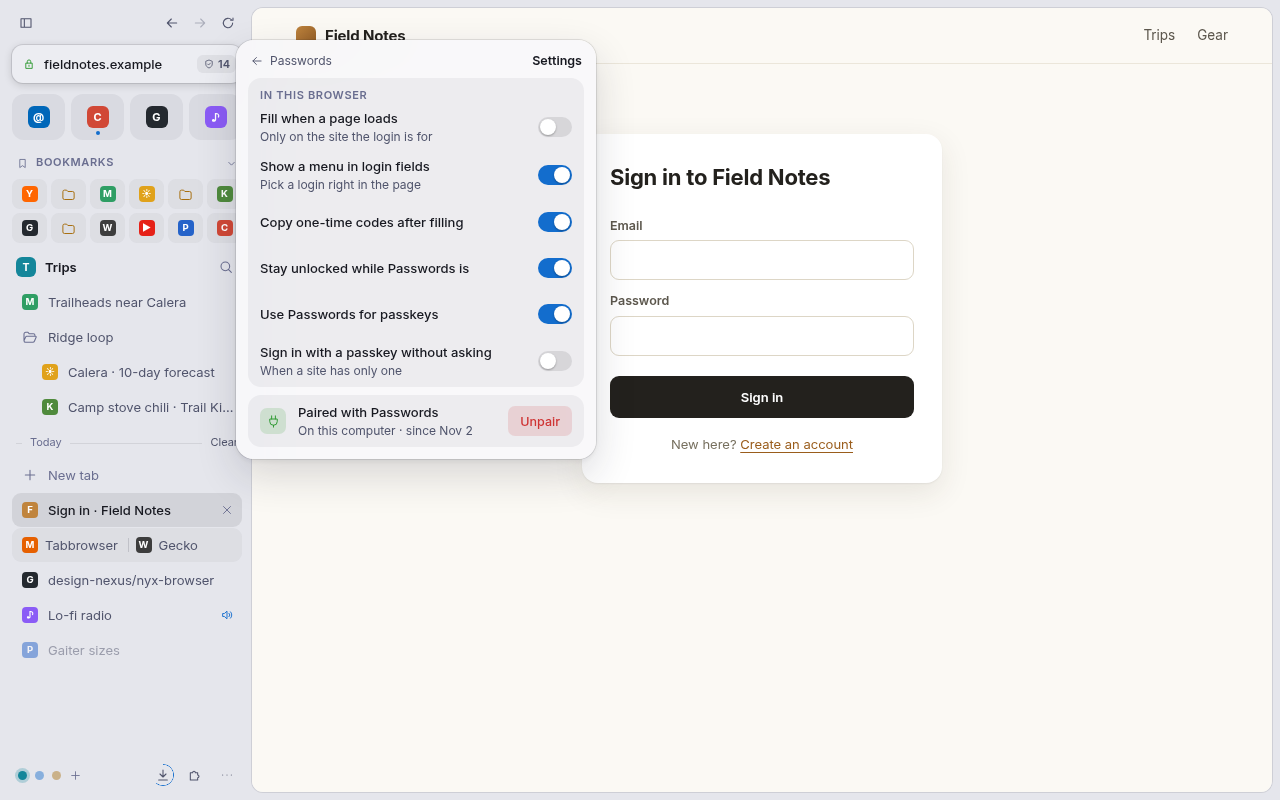 fieldnotes.example
14
@
C
G
BOOKMARKS
Y
M
K
G
W
P
C
T
Trips
M
Trailheads near Calera
Ridge loop
Calera · 10-day forecast
K
Camp stove chili · Trail Ki...
Today
Clear
New tab
F
Sign in · Field Notes
M
Tabbrowser
W
Gecko
G
design-nexus/nyx-browser
Lo-fi radio
P
Gaiter sizes
Passwords
Settings
IN THIS BROWSER
Fill when a page loads
Only on the site the login is for
Show a menu in login fields
Pick a login right in the page
Copy one-time codes after filling
Stay unlocked while Passwords is
Use Passwords for passkeys
Sign in with a passkey without asking
When a site has only one
Paired with Passwords
On this computer · since Nov 2
Unpair
Field Notes
Trips
Gear
Sign in to Field Notes
Email
Password
Sign in
New here? Create an account